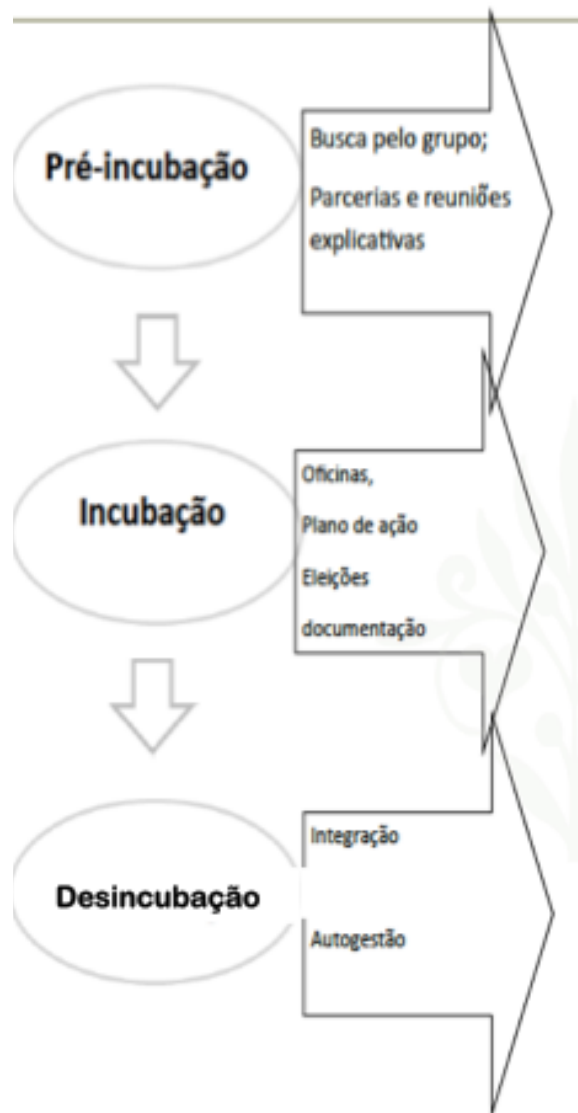 Pré-incubação
Busca pelo grupo;
Parcerias e reuniões
explicativas
Incubação
Oficinas,
Plano de ação
Eleições
documentação
Desincubação
Integração
Autogestão